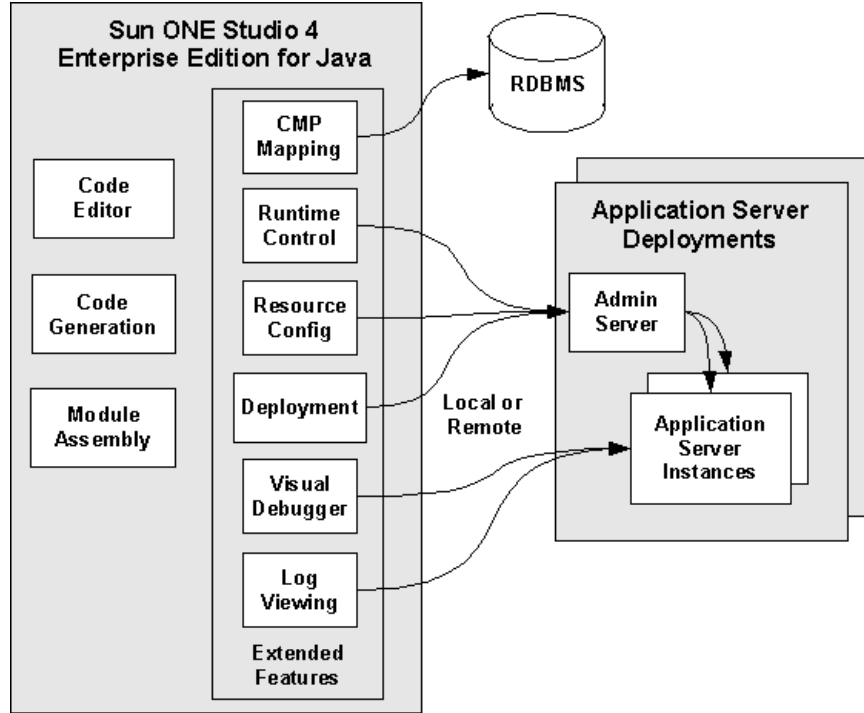 Sun ONE Studio 4
Enterprise Edition for Java
CMP
Mapping
RDBMS
Code
Editor
Runtime
Control
Application Server
Deployments
Code
Generation
Resource
Config
Admin
Server
Module
Assembly
Deployment
Local or
Remote
Application
Server
Instances
Visual
Debugger
Log
Viewing
Extended
Features